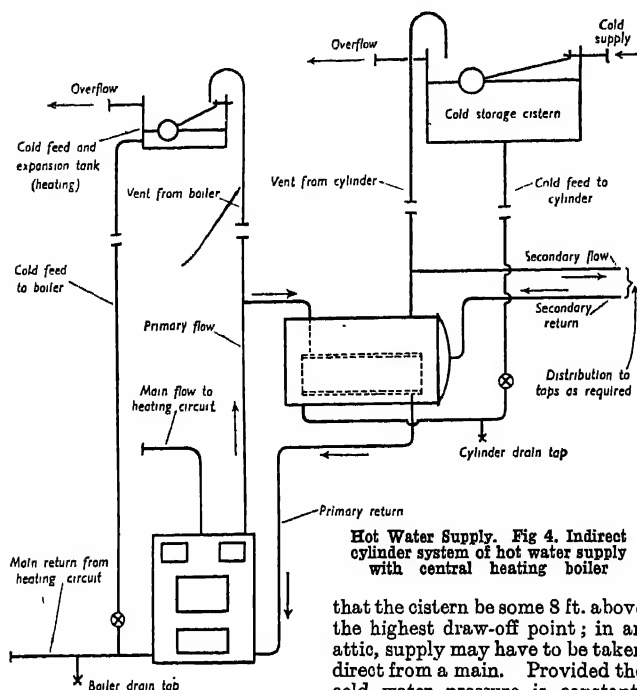 Overflow
Cold
supply
Overflow
Cold storage cistern
Cold feed and
expansion tank
(heating)
Vent from boiler
Vent from cylinder
Cold feed to
cylinder
Cold feed
to boiler
Secondary flow
Secondary
return
Primary flow
Distribution to
taps as required
Main flow to
heating circuit
Cylinder drain tap
Primary return
Hot Water Supply. Fig 4. Indirect
cylinder system of hot water supply
with central heating boiler
Main return from
heating circuit
Boiler drain tap
that the cistern be some 8 ft. above
the highest draw-off point; in an
attic, supply may have to be taken
direct from a main. Provided the
cold water pressure is constant